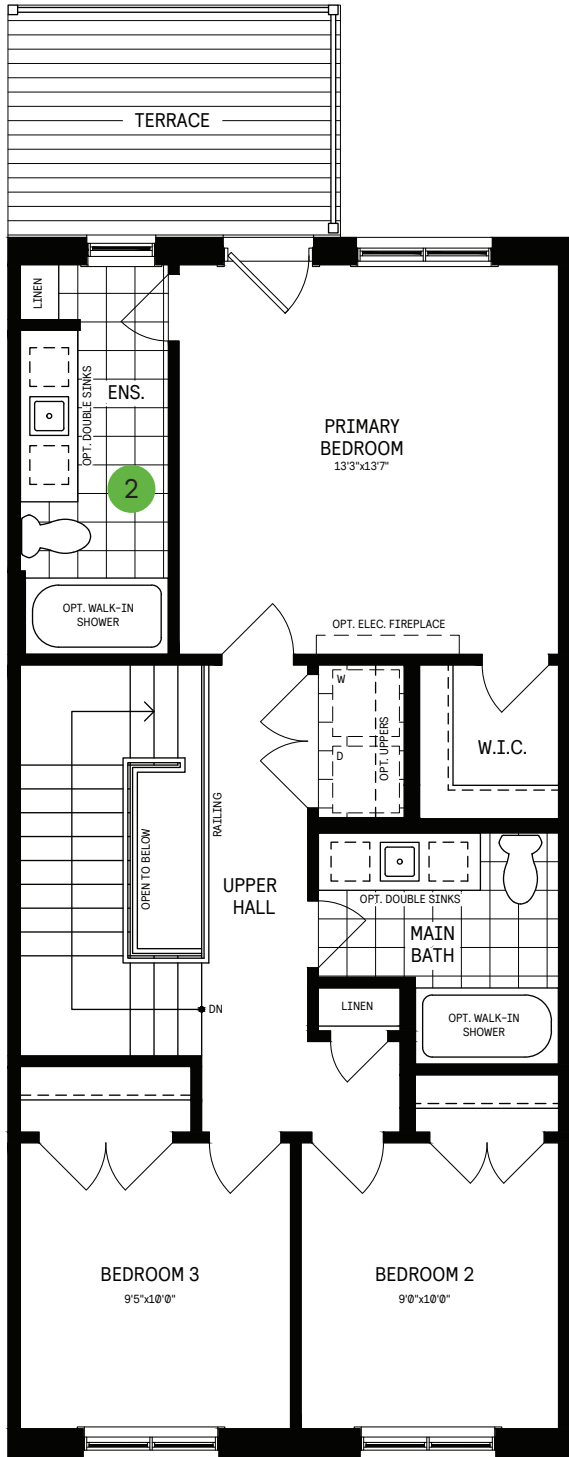 TERRACE
LINEN
OPT. DOUBLE SINKS
ENS.
2
PRIMARY
BEDROOM
13'3"x13'7"
OPT. WALK-IN
SHOWER
OPT. ELEC. FIREPLACE
W
D
OPT. UPPERS
W.I.C.
RAILING
OPEN TO BELOW
UPPER
HALL
OPT. DOUBLE SINKS
MAIN
BATH
DN
LINEN
OPT. WALK-IN
SHOWER
BEDROOM 3
9'5"x10'0"
BEDROOM 2
9'0"x10'0"